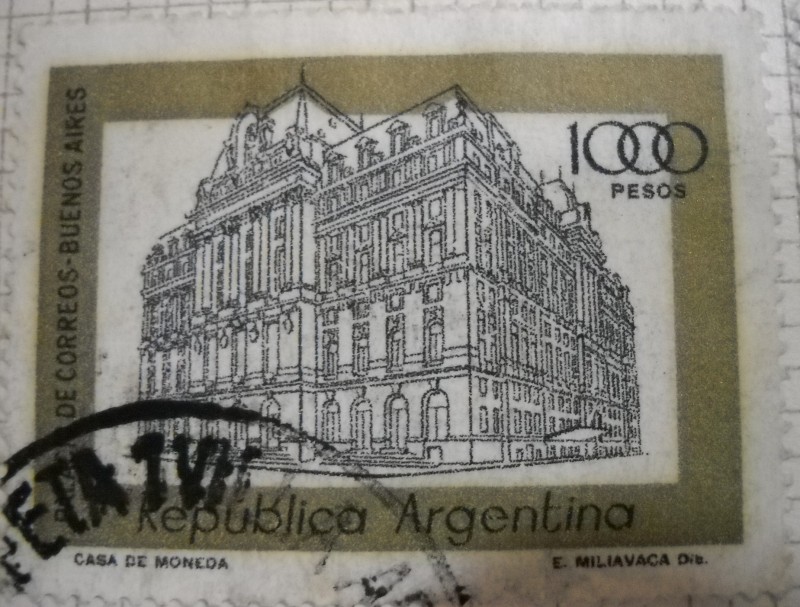 1000
PESOS
DE CORREOS-BUENOS AIRES
República Argentina
CASA DE MONEDA
E. MILIAVACA DIB.